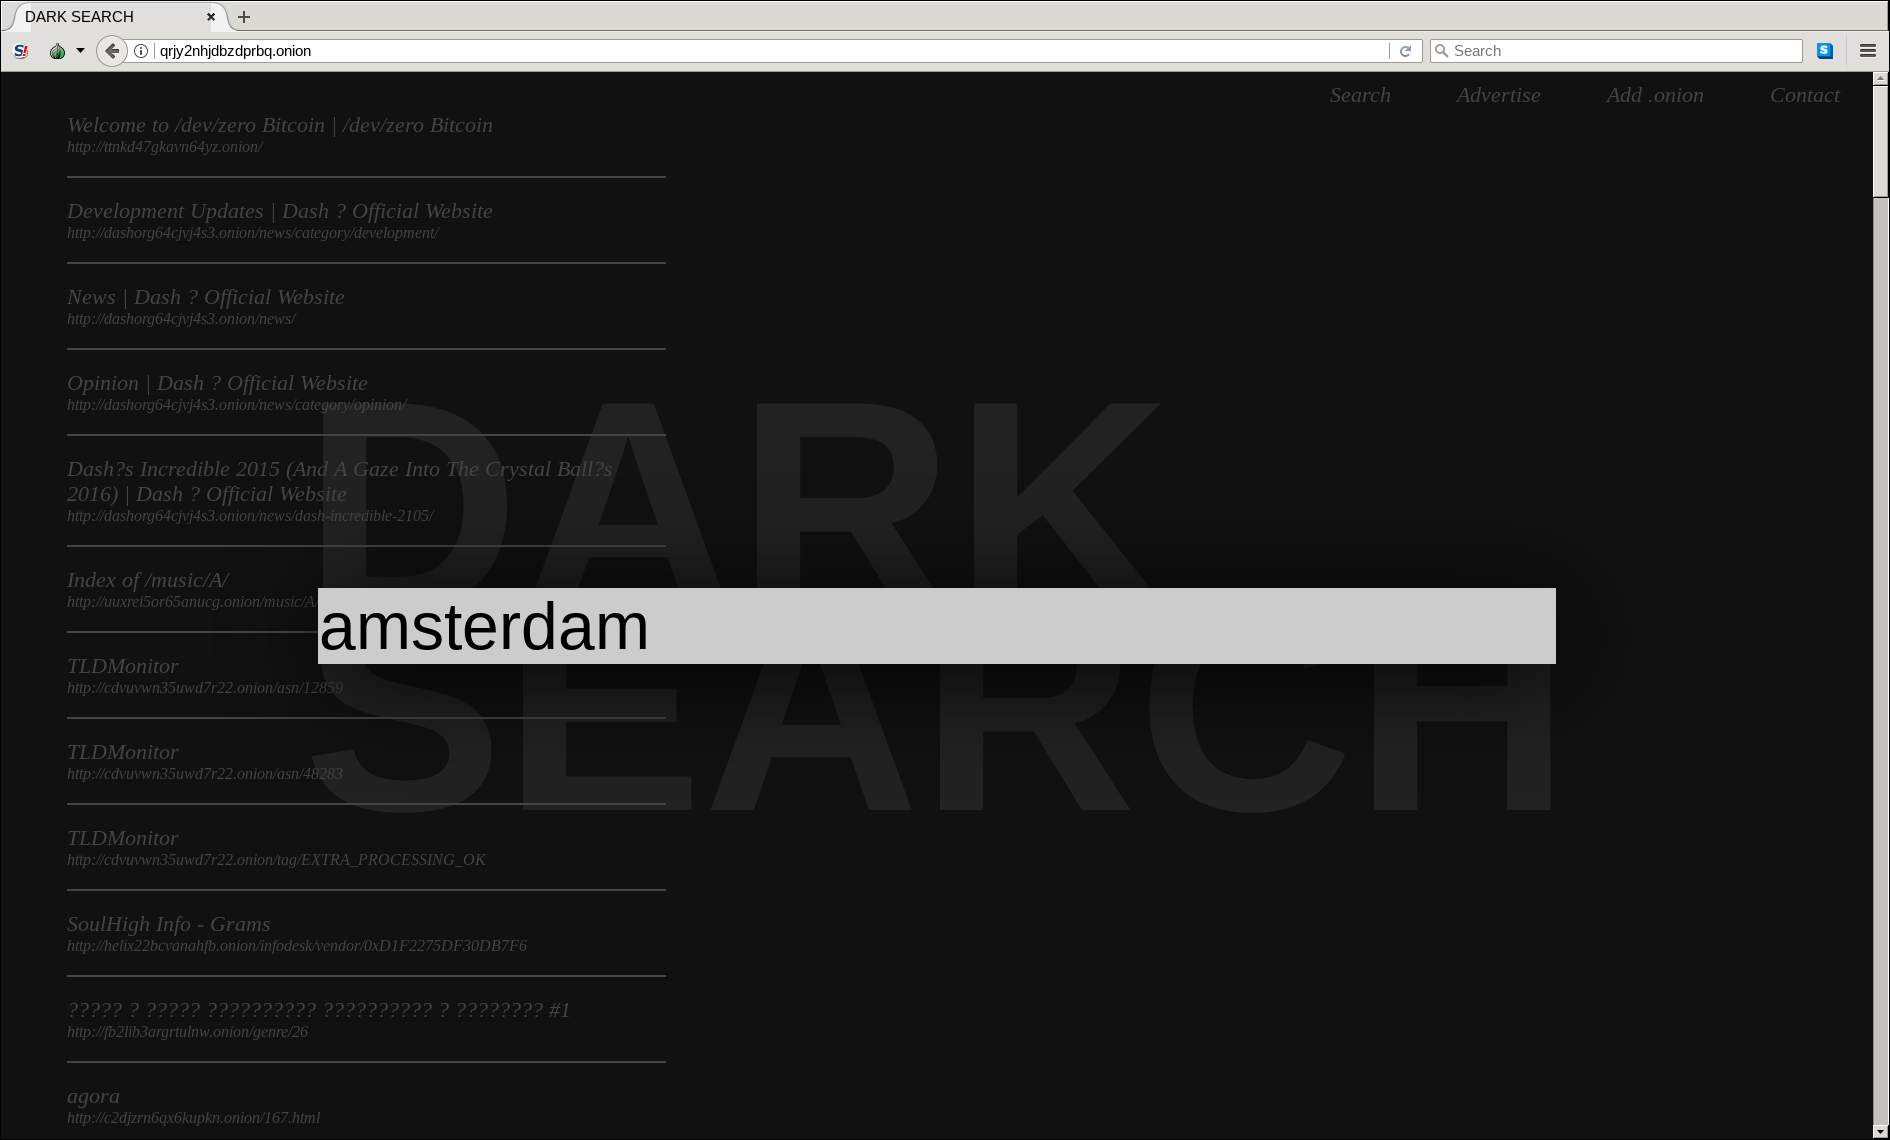 DARK SEARCH
qrjy2nhjdbzdprbq.onion
Search
Search
Advertise
Add .onion
Contact
Welcome to /dev/zero Bitcoin | /dev/zero Bitcoin
http://ttnkd47gkavn64yz.onion/
Development Updates | Dash ? Official Website
http://dashorg64cjvj4s3.onion/news/category/development/
News | Dash ? Official Website
http://dashorg64cjvj4s3.onion/news/
Opinion | Dash ? Official Website
http://dashorg64cjvj4s3.onion/news/category/opinion/
DARK
Dash?s Incredible 2015 (And A Gaze Into The Crystal Ball?s
2016) | Dash ? Official Website
http://dashorg64cjvj4s3.onion/news/dash-incredible-2105/
Index of /music/A/
http://uuxrei5or65anucg.onion/music/A/
amsterdam
SEARCH
TLDMonitor
http://cdvuvwn35uwd7r22.onion/asn/12859
TLDMonitor
http://cdvuvwn35uwd7r22.onion/asn/48283
TLDMonitor
http://cdvuvwn35uwd7r22.onion/tag/EXTRA_PROCESSING_OK
SoulHigh Info - Grams
http://helix22bcvanahfb.onion/infodesk/vendor/0xD1F2275DF30DB7F6
????? ? ????? ?????????? ?????????? ? ???????? #1
http://fb2lib3argrtulnw.onion/genre/26
agora
http://c2djzrn6qx6kupkn.onion/167.html